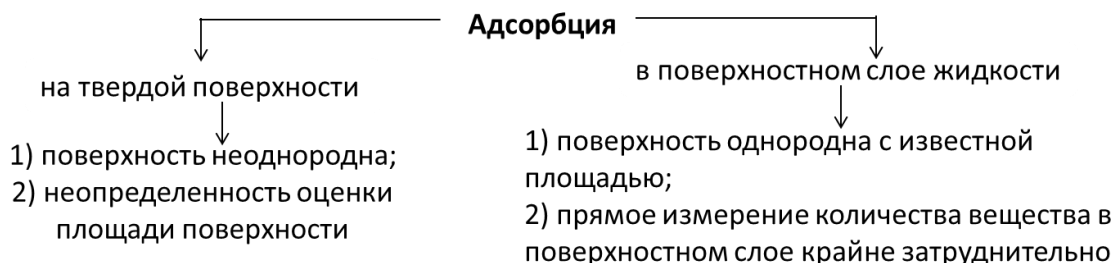 Адсорбция
на твердой поверхности
1) поверхность неоднородна;
2) неопределенность оценки
площади поверхности
в поверхностном слое жидкости
1) поверхность однородна с известной
площадью;
2) прямое измерение количества вещества в
поверхностном слое крайне затруднительно